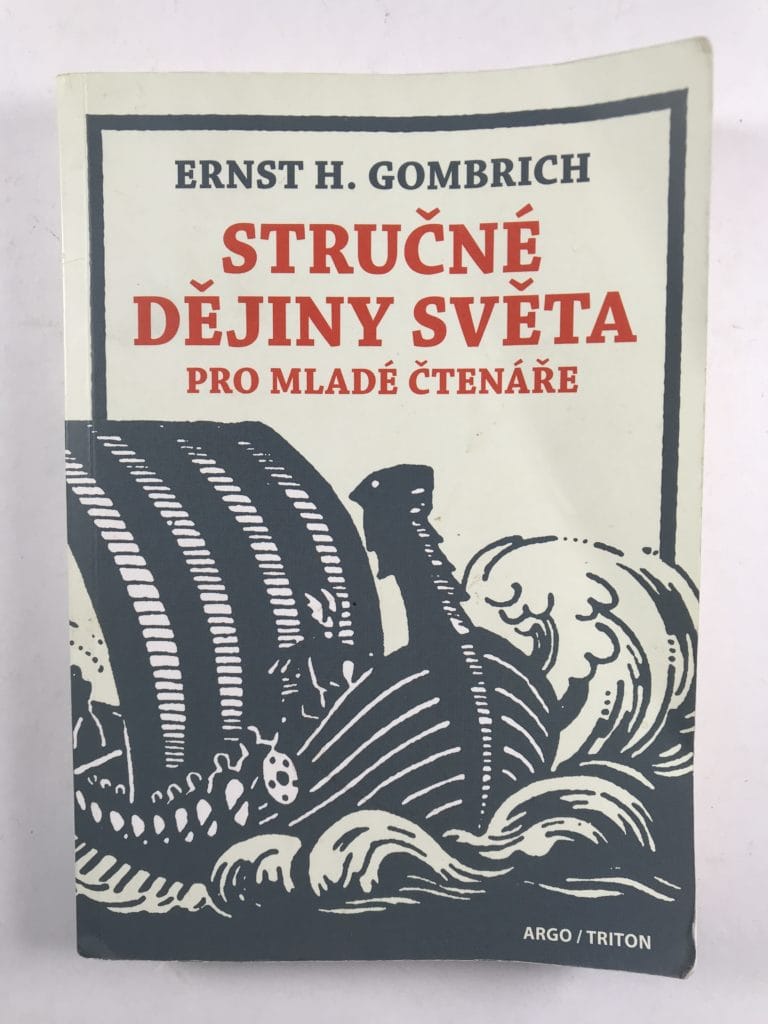 ERNST H. GOMBRICH
STRUČNÉ
DĚJINY SVĚTA
PRO MLADÉ ČTENÁŘE
ARGO / TRITON